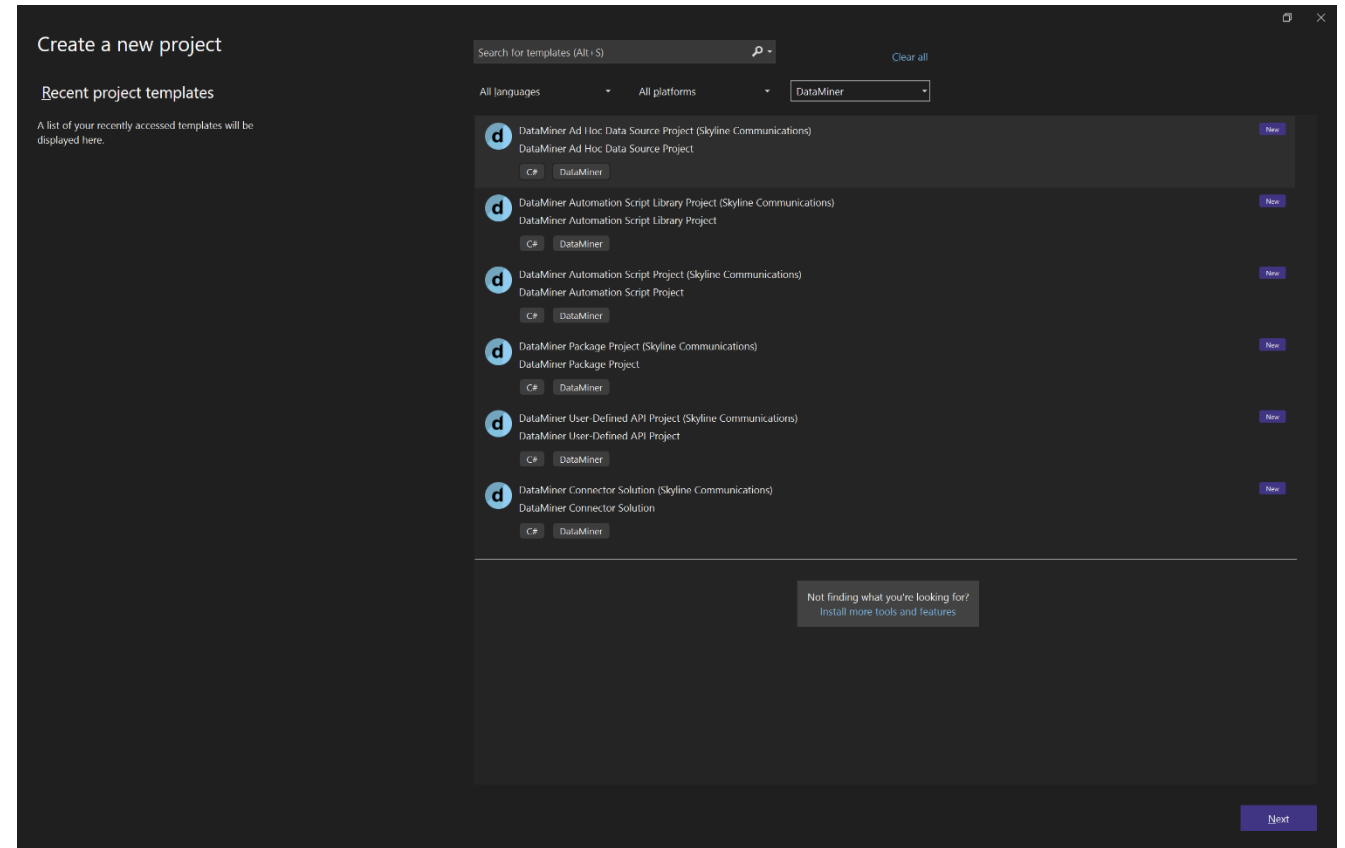 Create a new project
Recent project templates
A list of your recently accessed templates will be
displayed here.
Search for templates (Alt+S)
Clear all
All languages
All platforms
DataMiner
d
DataMiner Ad Hoc Data Source Project (Skyline Communications)
New
DataMiner Ad Hoc Data Source Project
C#
DataMiner
d
DataMiner Automation Script Library Project (Skyline Communications)
New
DataMiner Automation Script Library Project
C#
DataMiner
d
DataMiner Automation Script Project (Skyline Communications)
New
DataMiner Automation Script Project
C#
DataMiner
d
DataMiner Package Project (Skyline Communications)
New
DataMiner Package Project
C#
DataMiner
d
DataMiner User-Defined API Project (Skyline Communications)
New
DataMiner User-Defined API Project
C#
DataMiner
d
DataMiner Connector Solution (Skyline Communications)
New
DataMiner Connector Solution
C#
DataMiner
Not finding what you're looking for?
Install more tools and features
Next